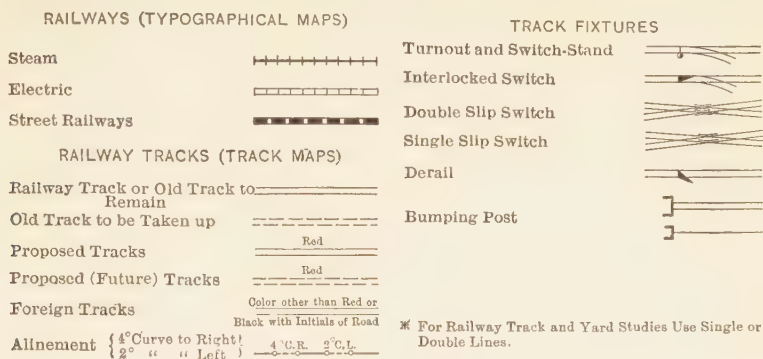 RAILWAYS (TYPOGRAPHICAL MAPS)
Steam
Electric
Street Railways
RAILWAY TRACKS (TRACK MAPS)
Railway Track or Old Track to
Remain
Old Track to be Taken up
Proposed Tracks Red
Proposed (Future) Tracks Red
Foreign Tracks Color other than Red or
Black with Initials of Road
Alinement { 4° Curve to Right }
{ 2° " " Left } 4°C.R. 2°C.L.
TRACK FIXTURES
Turnout and Switch-Stand
Interlocked Switch
Double Slip Switch
Single Slip Switch
Derail
Bumping Post
※ For Railway Track and Yard Studies Use Single or
Double Lines.